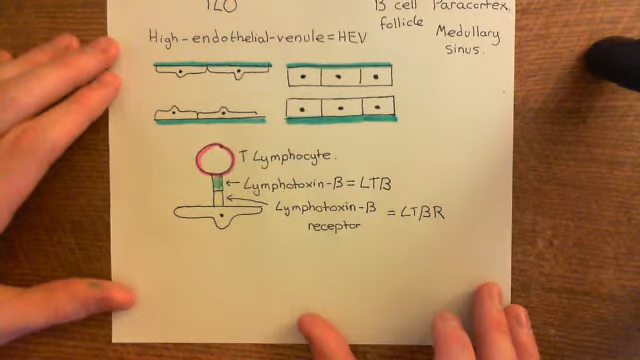 TLO
B cell Paracortex
follicle
Medullary
sinus.
High-endothelial-venule = HEV
T Lymphocyte.
← Lymphotoxin-β = LTβ
Lymphotoxin-β = LTβR
receptor